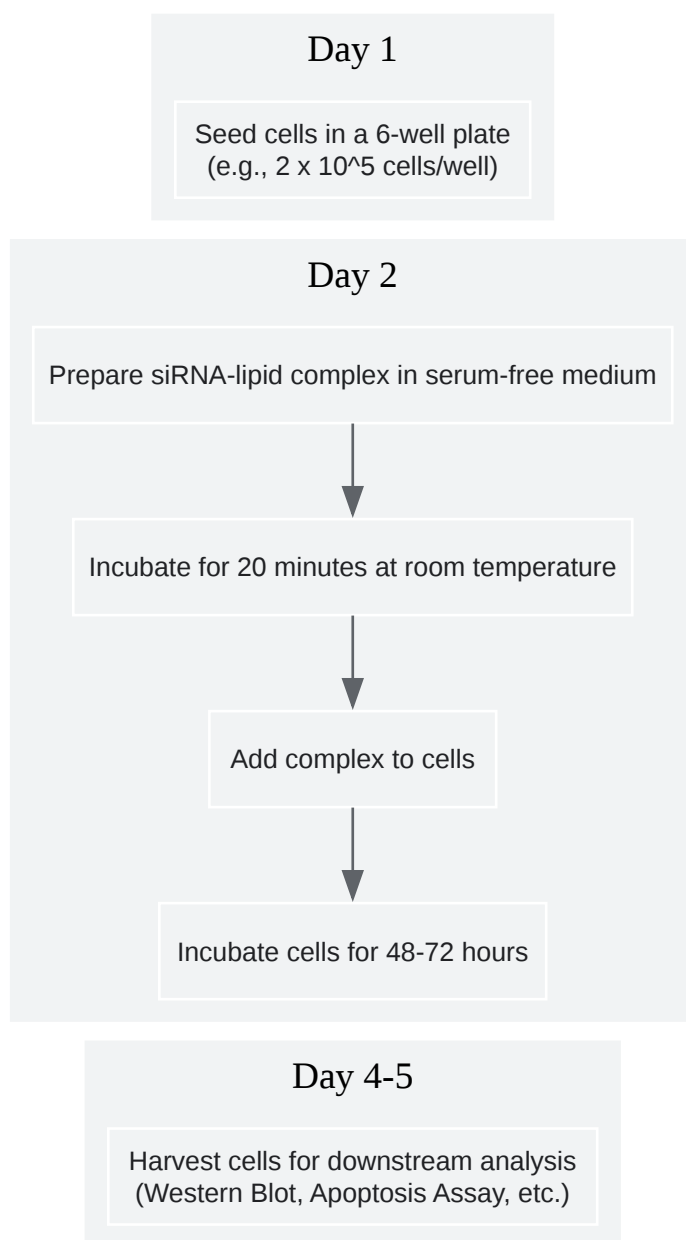 Day 1
Seed cells in a 6-well plate
(e.g., 2 x 10^5 cells/well)
Day 2
Prepare siRNA-lipid complex in serum-free medium
Incubate for 20 minutes at room temperature
Add complex to cells
Incubate cells for 48-72 hours
Day 4-5
Harvest cells for downstream analysis
(Western Blot, Apoptosis Assay, etc.)